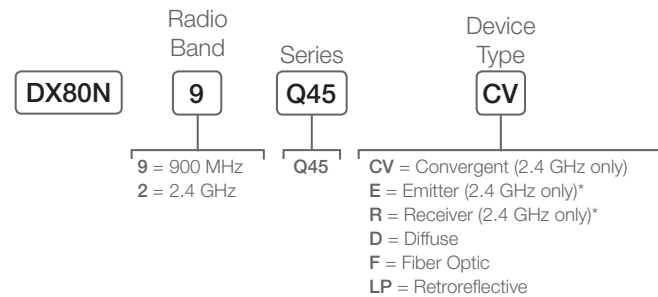 Radio
Band
Series
Device
Type
DX80N
9
Q45
CV
9 = 900 MHz
2 = 2.4 GHz
Q45
CV = Convergent (2.4 GHz only)
E = Emitter (2.4 GHz only)*
R = Receiver (2.4 GHz only)*
D = Diffuse
F = Fiber Optic
LP = Retroreflective